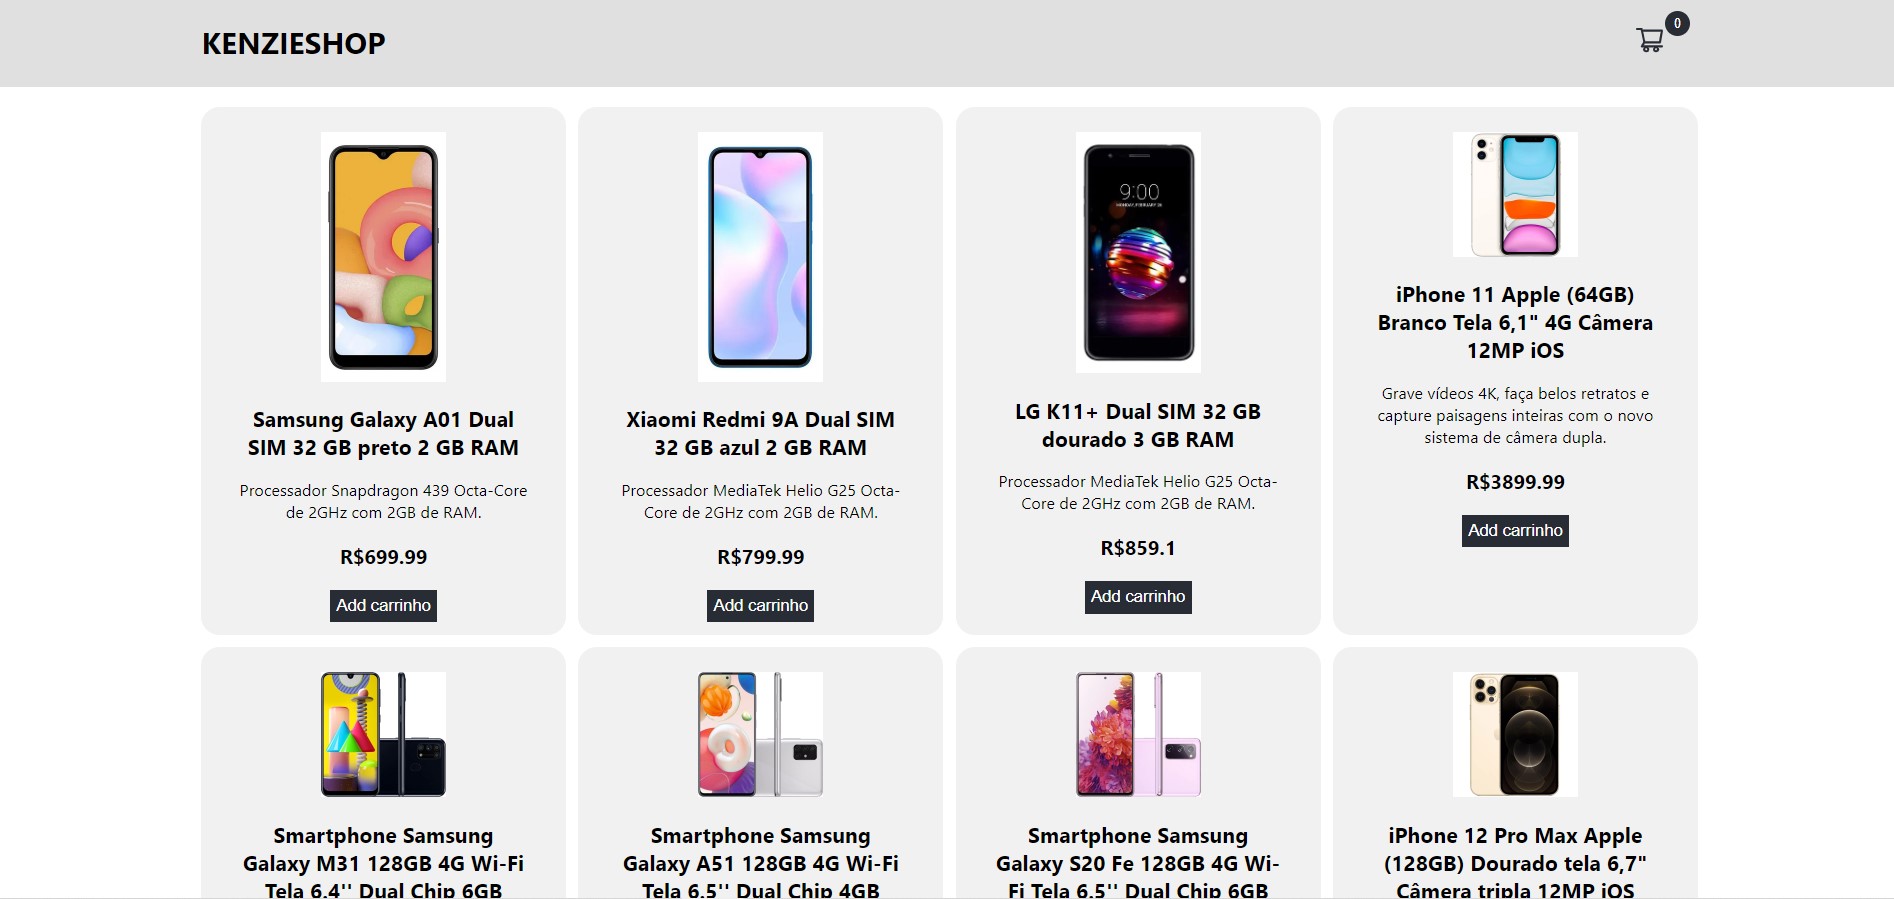 KENZIESHOP
0
9:00
Samsung Galaxy A01 Dual
SIM 32 GB preto 2 GB RAM
Processador Snapdragon 439 Octa-Core
de 2GHz com 2GB de RAM.
R$699.99
Add carrinho
Xiaomi Redmi 9A Dual SIM
32 GB azul 2 GB RAM
Processador MediaTek Helio G25 Octa-
Core de 2GHz com 2GB de RAM.
R$799.99
Add carrinho
LG K11+ Dual SIM 32 GB
dourado 3 GB RAM
Processador MediaTek Helio G25 Octa-
Core de 2GHz com 2GB de RAM.
R$859.1
Add carrinho
iPhone 11 Apple (64GB)
Branco Tela 6,1" 4G Câmera
12MP iOS
Grave vídeos 4K, faça belos retratos e
capture paisagens inteiras com o novo
sistema de câmera dupla.
R$3899.99
Add carrinho
Smartphone Samsung
Galaxy M31 128GB 4G Wi-Fi
Tela 6.4'' Dual Chip 6GB
Smartphone Samsung
Galaxy A51 128GB 4G Wi-Fi
Tela 6.5'' Dual Chip 4GB
Smartphone Samsung
Galaxy S20 Fe 128GB 4G Wi-
Fi Tela 6.5'' Dual Chip 6GB
iPhone 12 Pro Max Apple
(128GB) Dourado tela 6,7"
Câmera tripla 12MP iOS